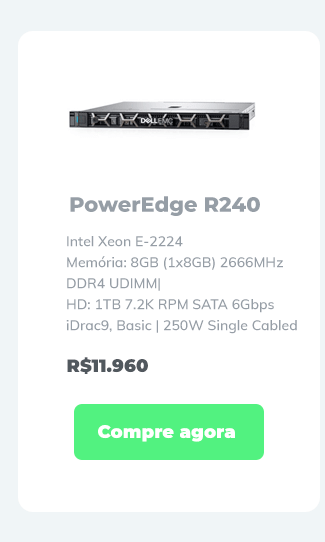 DELLEMC
PowerEdge R240
Intel Xeon E-2224
Memória: 8GB (1x8GB) 2666MHz
DDR4 UDIMM|
HD: 1TB 7.2K RPM SATA 6Gbps
iDrac9, Basic | 250W Single Cabled
R$11.960
Compre agora